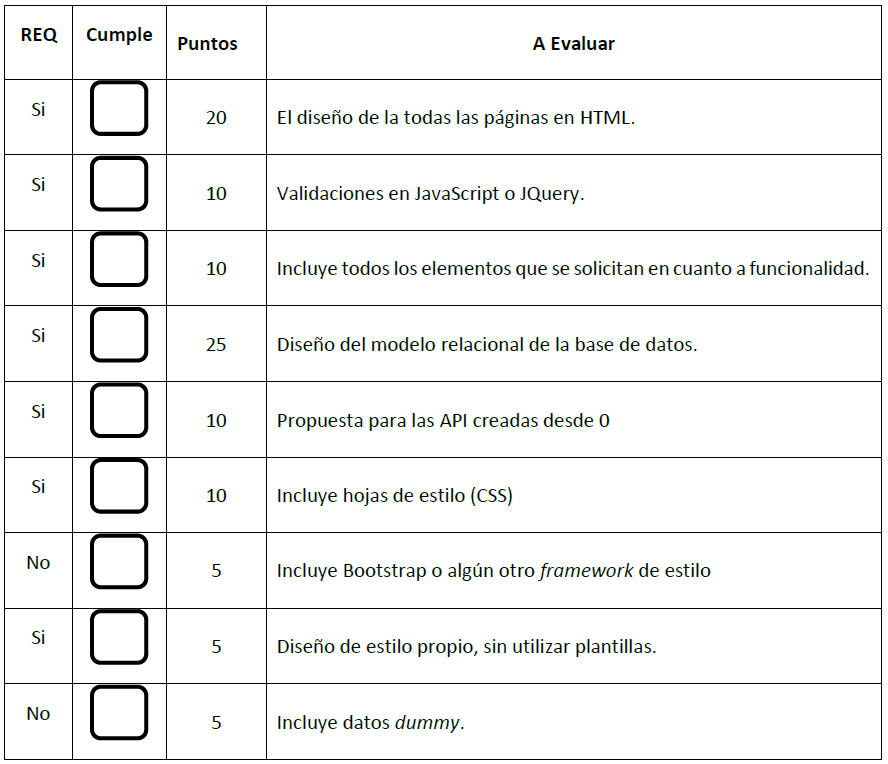 REQ Cumple Puntos A Evaluar
Si 20 El diseño de la todas las páginas en HTML.
Si 10 Validaciones en JavaScript o JQuery.
Si 10 Incluye todos los elementos que se solicitan en cuanto a funcionalidad.
Si 25 Diseño del modelo relacional de la base de datos.
Si 10 Propuesta para las API creadas desde 0
Si 10 Incluye hojas de estilo (CSS)
No 5 Incluye Bootstrap o algún otro framework de estilo
Si 5 Diseño de estilo propio, sin utilizar plantillas.
No 5 Incluye datos dummy.